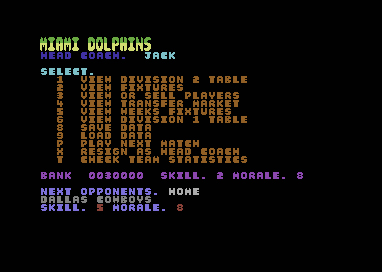 MIAMI DOLPHINS
HEAD COACH. JACK
SELECT.
1 VIEW DIVISION 2 TABLE
2 VIEW FIXTURES
3 VIEW OR SELL PLAYERS
4 VIEW TRANSFER MARKET
5 VIEW WEEKS FIXTURES
6 VIEW DIVISION 1 TABLE
8 SAVE DATA
9 LOAD DATA
P PLAY NEXT MATCH
X RESIGN AS HEAD COACH
T CHECK TEAM STATISTICS
BANK 0030000 SKILL. 2 MORALE. 8
NEXT OPPONENTS. HOME
DALLAS COWBOYS
SKILL. 5 MORALE. 8